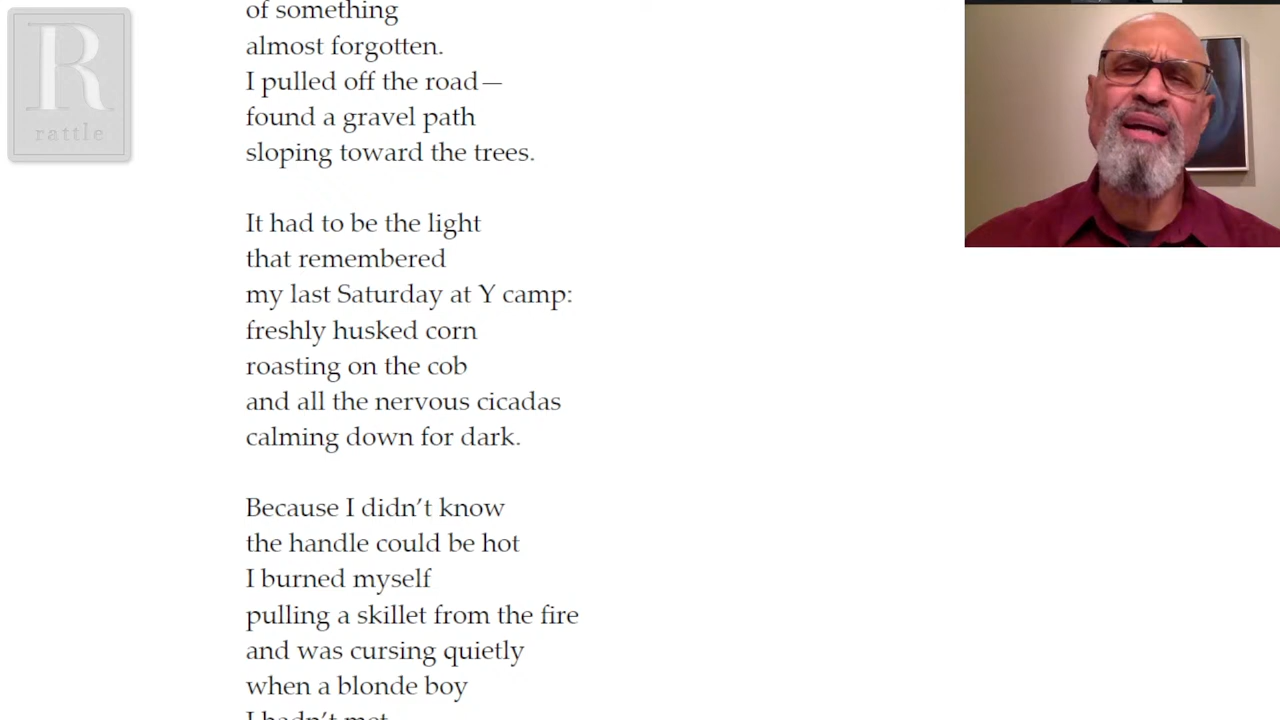 R
rattle
of something
almost forgotten.
I pulled off the road—
found a gravel path
sloping toward the trees.
It had to be the light
that remembered
my last Saturday at Y camp:
freshly husked corn
roasting on the cob
and all the nervous cicadas
calming down for dark.
Because I didn’t know
the handle could be hot
I burned myself
pulling a skillet from the fire
and was cursing quietly
when a blonde boy
I hadn’t met